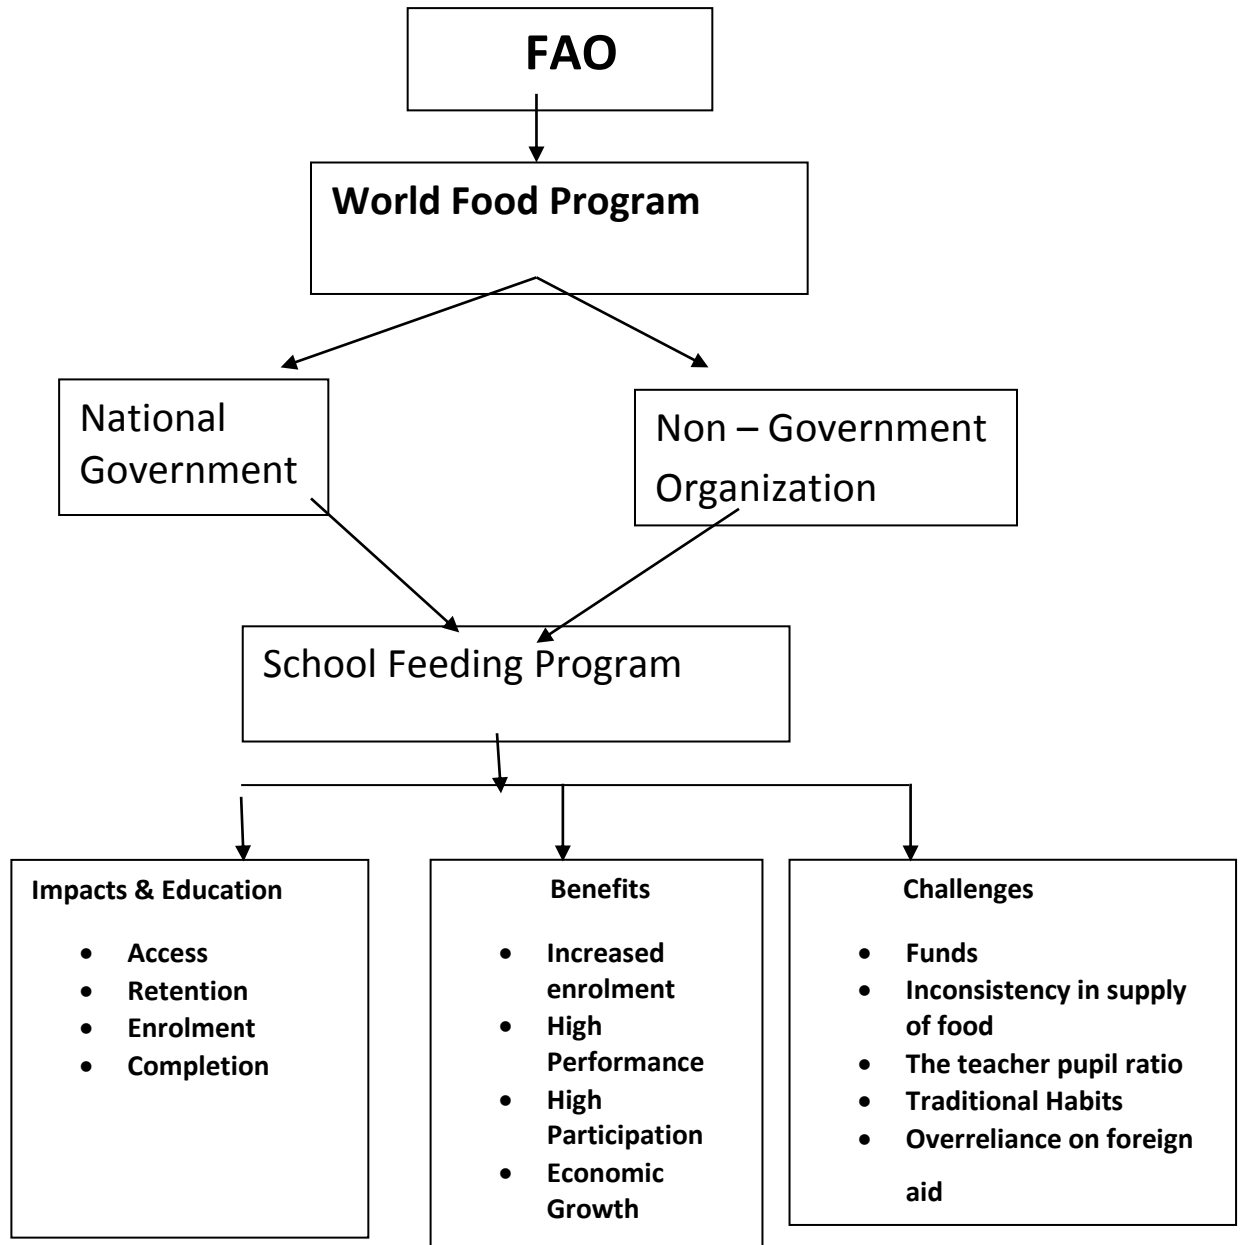 FAO
World Food Program
National
Government
Non – Government
Organization
School Feeding Program
Impacts & Education
• Access
• Retention
• Enrolment
• Completion
Benefits
• Increased
enrolment
• High
Performance
• High
Participation
• Economic
Growth
Challenges
• Funds
• Inconsistency in supply
of food
• The teacher pupil ratio
• Traditional Habits
• Overreliance on foreign
aid